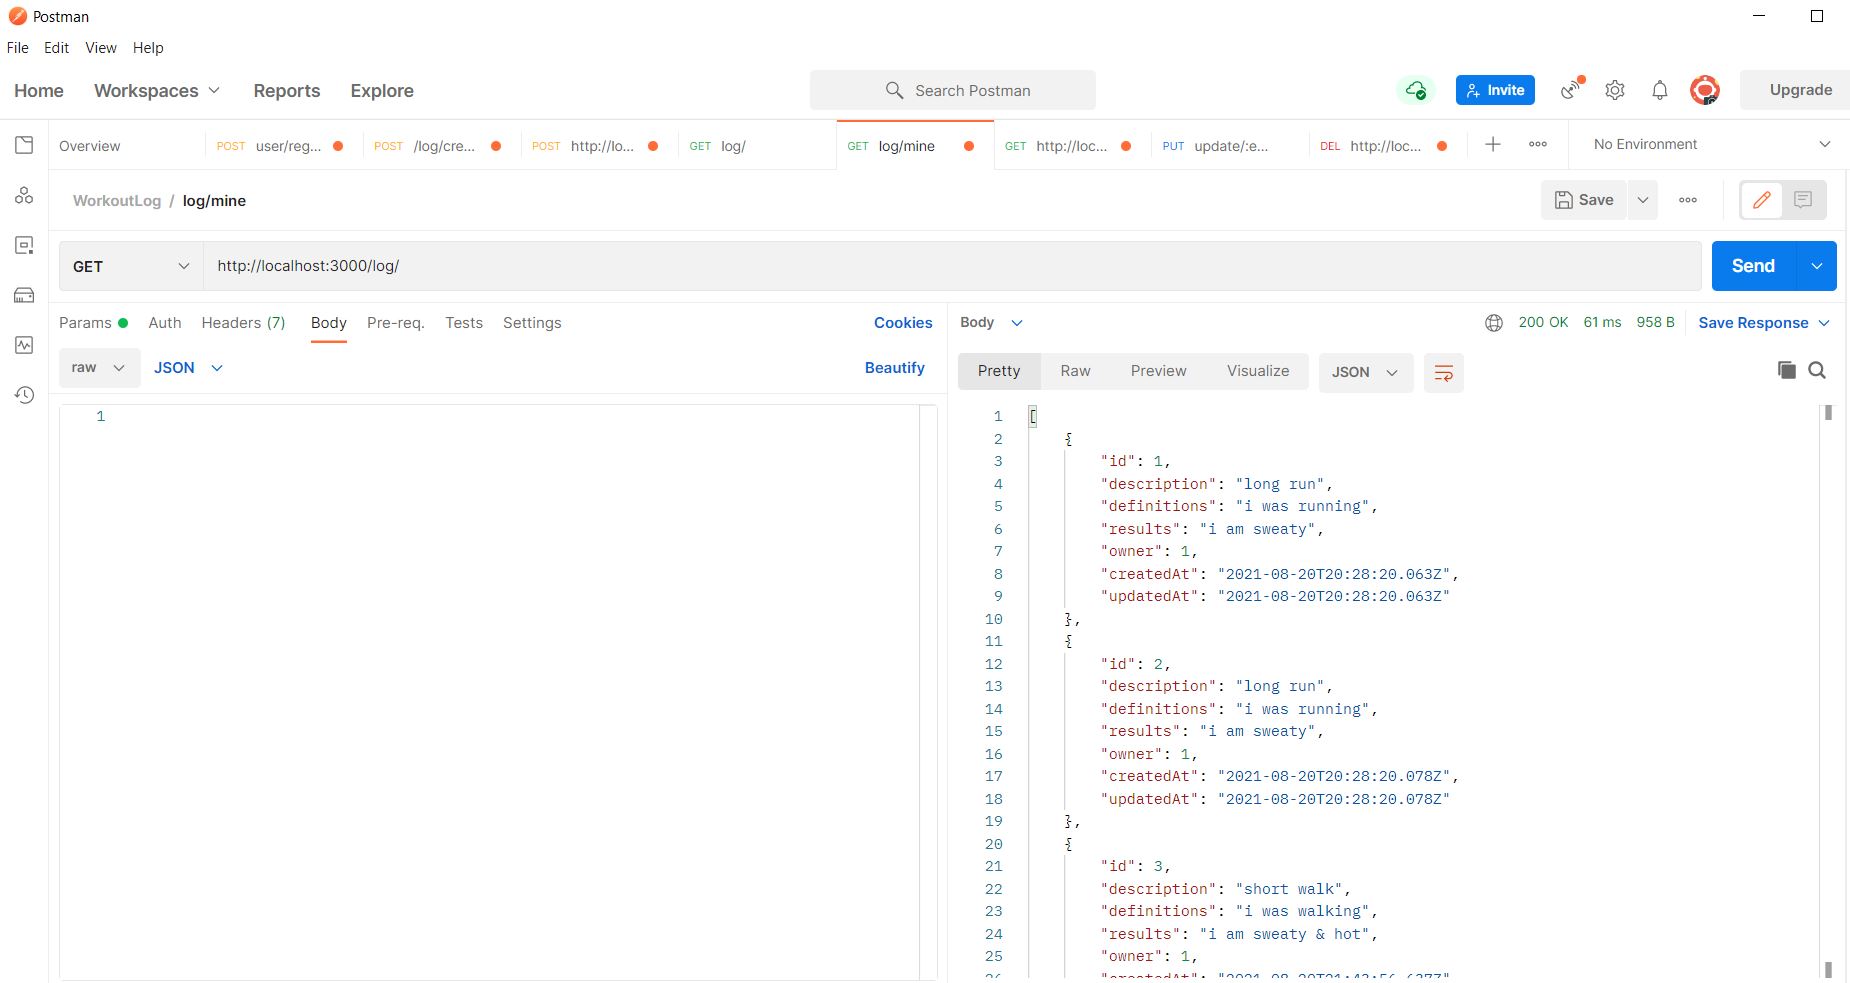 Postman
File Edit View Help
Home Workspaces Reports Explore Search Postman Invite Upgrade
Overview POST user/reg... POST /log/cre... POST http://lo... GET log/ GET log/mine GET http://loc... PUT update/:e... DEL http://loc... No Environment
WorkoutLog / log/mine Save
GET http://localhost:3000/log/ Send
Params Auth Headers (7) Body Pre-req. Tests Settings Cookies
raw JSON Beautify
1
Body 200 OK 61 ms 958 B Save Response
Pretty Raw Preview Visualize JSON
1 [
2 {
3 "id": 1,
4 "description": "long run",
5 "definitions": "i was running",
6 "results": "i am sweaty",
7 "owner": 1,
8 "createdAt": "2021-08-20T20:28:20.063Z",
9 "updatedAt": "2021-08-20T20:28:20.063Z"
10 },
11 {
12 "id": 2,
13 "description": "long run",
14 "definitions": "i was running",
15 "results": "i am sweaty",
16 "owner": 1,
17 "createdAt": "2021-08-20T20:28:20.078Z",
18 "updatedAt": "2021-08-20T20:28:20.078Z"
19 },
20 {
21 "id": 3,
22 "description": "short walk",
23 "definitions": "i was walking",
24 "results": "i am sweaty & hot",
25 "owner": 1,
26 "createdAt": "2021-08-20T21:43:56.637Z"